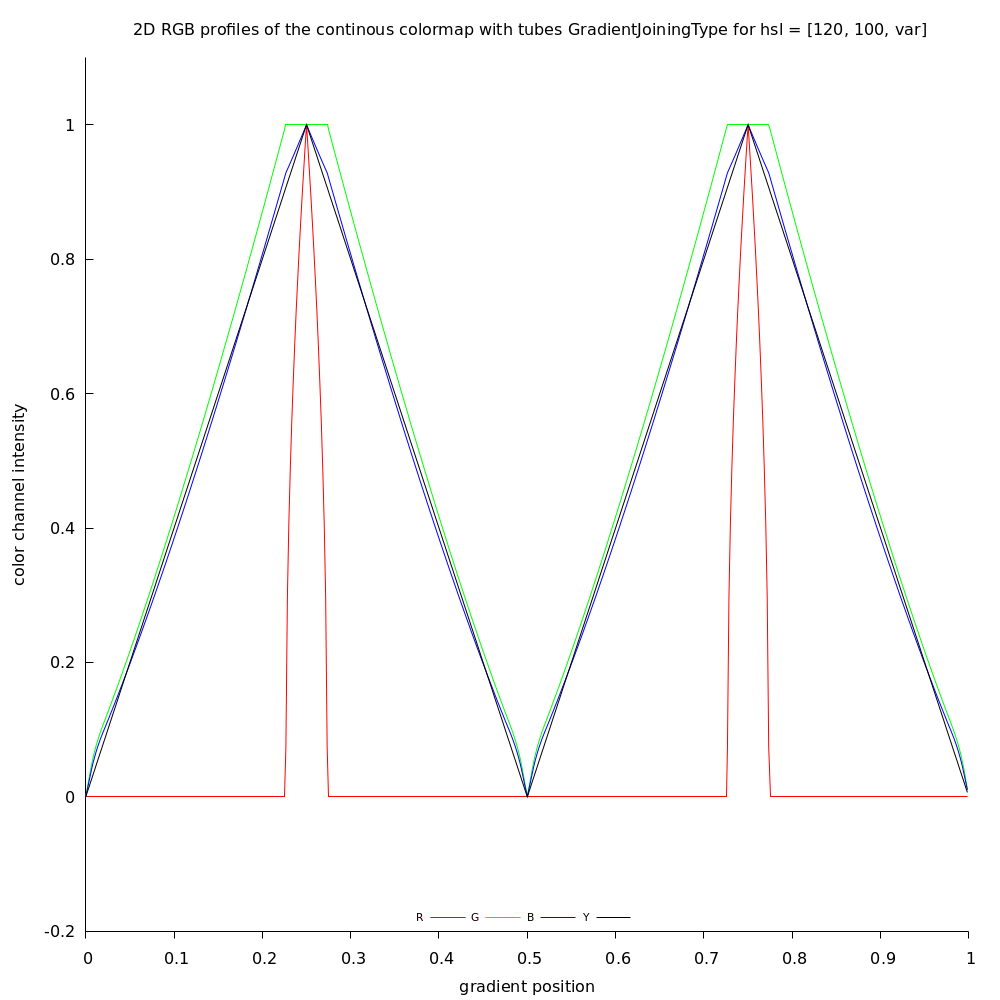 2D RGB profiles of the continous colormap with tubes GradientJoiningType for hsl = [120, 100, var]
1
0.8
0.6
0.4
0.2
0
-0.2
color channel intensity
R G B Y
0 0.1 0.2 0.3 0.4 0.5 0.6 0.7 0.8 0.9 1
gradient position